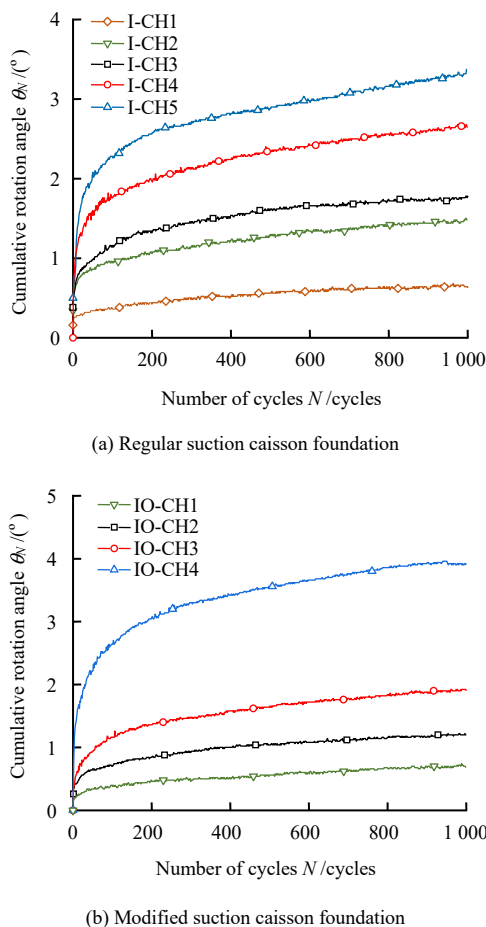 I-CH1
I-CH2
I-CH3
I-CH4
I-CH5
Cumulative rotation angle θN /(°)
4
3
2
1
0
0 200 400 600 800 1 000
Number of cycles N /cycles
(a) Regular suction caisson foundation
IO-CH1
IO-CH2
IO-CH3
IO-CH4
Cumulative rotation angle θN /(°)
5
4
3
2
1
0
0 200 400 600 800 1 000
Number of cycles N /cycles
(b) Modified suction caisson foundation